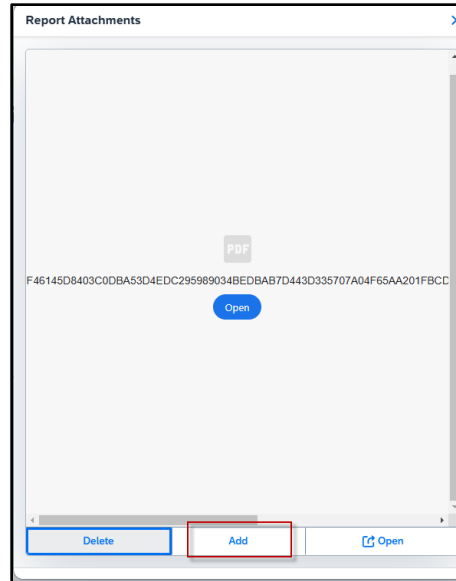 Report Attachments
PDF
F46145D8403C0DBA53D4EDC295989034BEDBAB7D443D335707A04F65AA201FBCD
Open
Delete
Add
Open